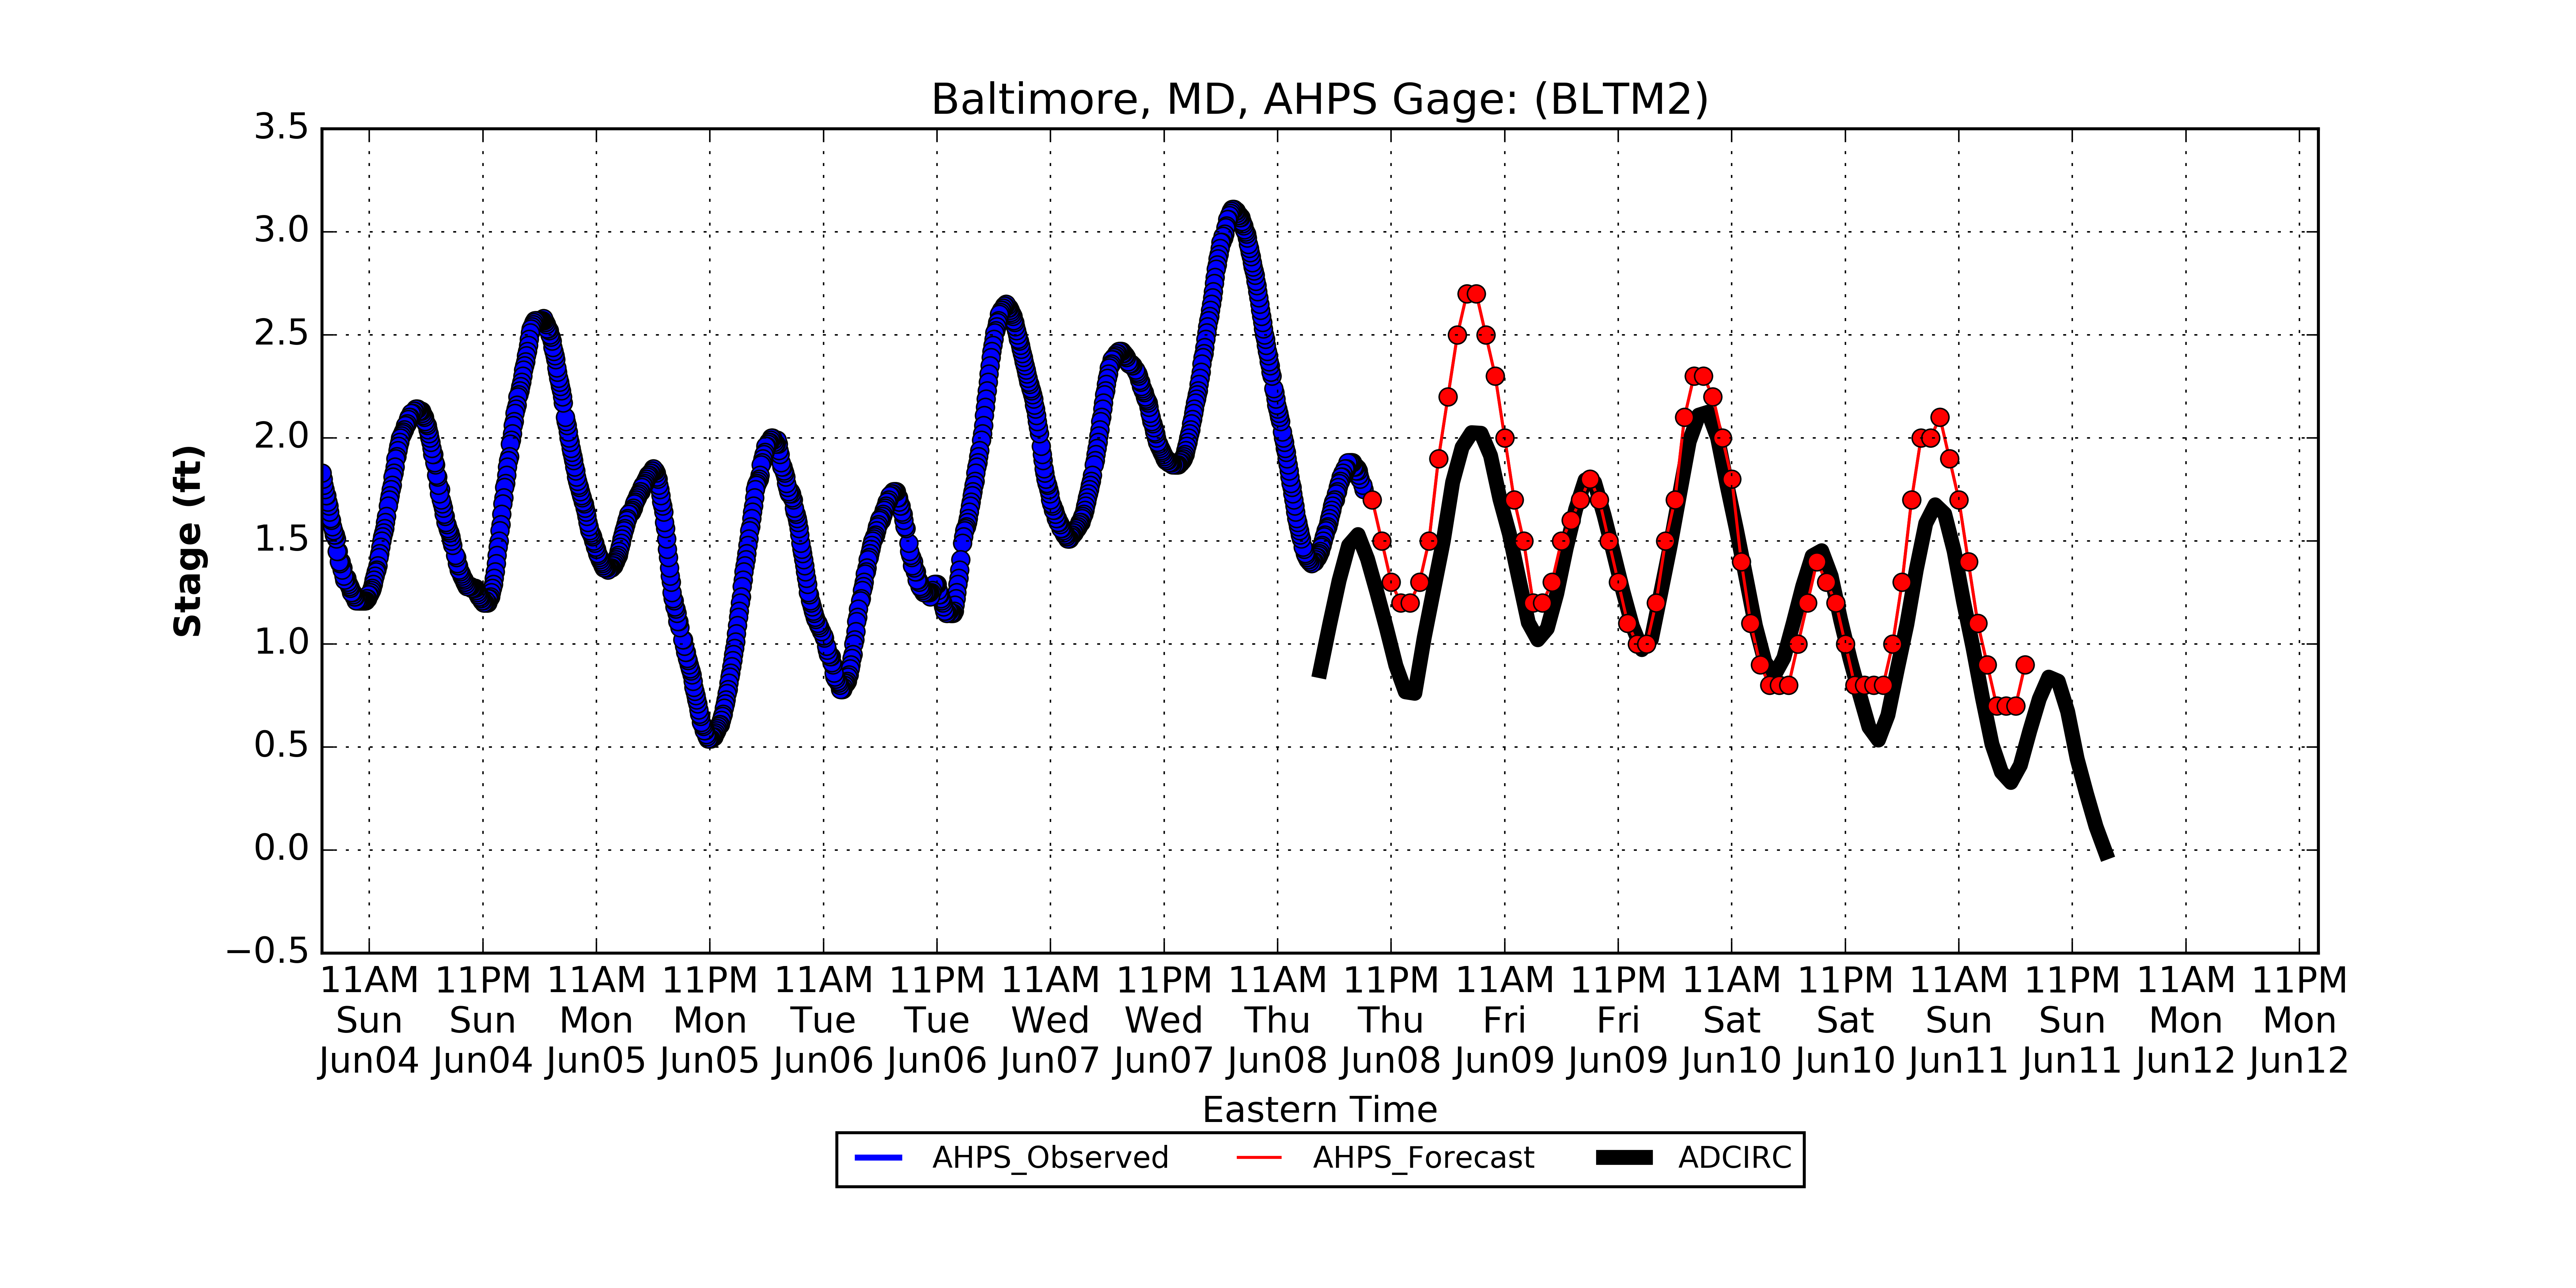 Baltimore, MD, AHPS Gage: (BLTM2)
Stage (ft)
3.5
3.0
2.5
2.0
1.5
1.0
0.5
0.0
−0.5
11AM 11PM 11AM 11PM 11AM 11PM 11AM 11PM 11AM 11PM 11AM 11PM 11AM 11PM 11AM 11PM 11AM 11PM
Sun Sun Mon Mon Tue Tue Wed Wed Thu Thu Fri Fri Sat Sat Sun Sun Mon Mon
Jun04 Jun04 Jun05 Jun05 Jun06 Jun06 Jun07 Jun07 Jun08 Jun08 Jun09 Jun09 Jun10 Jun10 Jun11 Jun11 Jun12 Jun12
Eastern Time
AHPS_Observed AHPS_Forecast ADCIRC